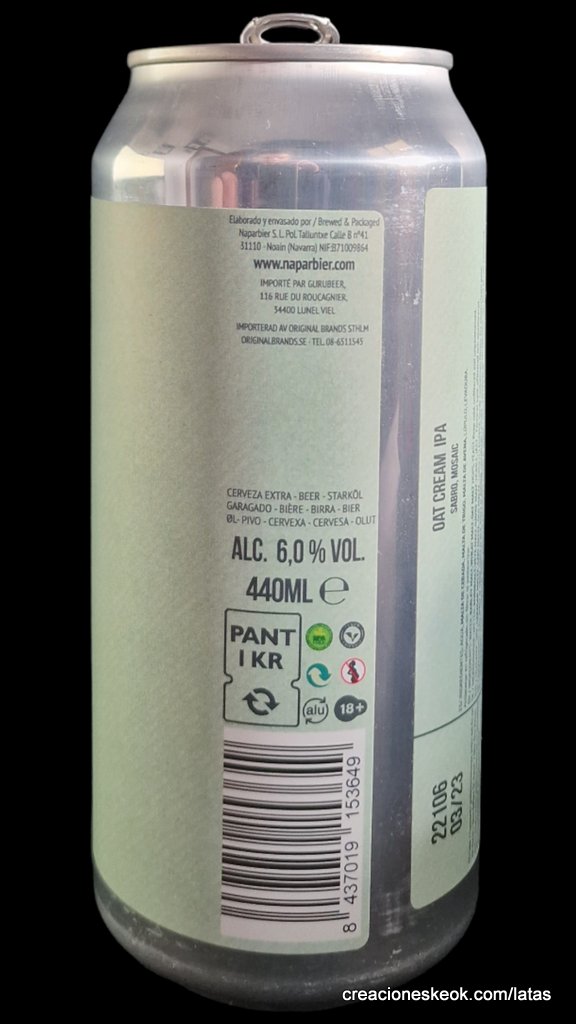 Elaborado y envasado por / Brewed & Packaged
Naparbier S.L. Pol. Talluntxe Calle B nº41
31110 - Noain (Navarra) NIF:B71009864
www.naparbier.com
IMPORTÉ PAR GURUBEER,
116 RUE DU ROUCAGNIER,
34400 LUNEL VIEL
IMPORTERAD AV ORIGINAL BRANDS STHLM
ORIGINALBRANDS.SE - TEL. 08-6511545
CERVEZA EXTRA - BEER - STARKÖL
GARAGADO - BIÈRE - BIRRA - BIER
ØL- PIVO - CERVEXA - CERVESA - OLUT
ALC. 6,0 % VOL.
440ML ℮
PANT
1 KR
alu
18+
8 437019 153649
OAT CREAM IPA
SABRO, MOSAIC
22106
03/23
creacioneskeok.com/latas